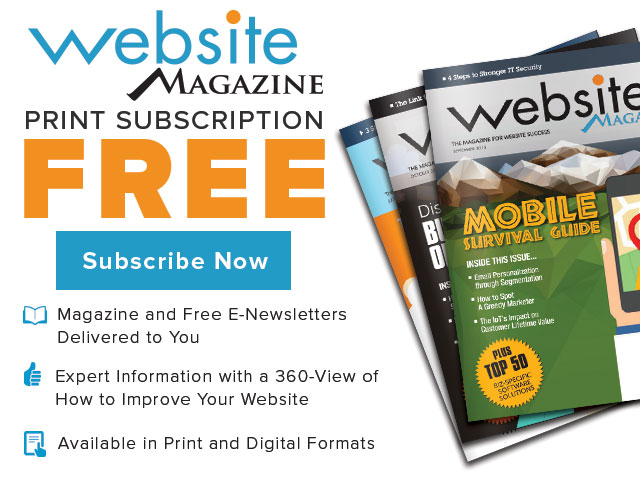 website
MAGAZINE
PRINT SUBSCRIPTION
FREE
Subscribe Now
Magazine and Free E-Newsletters
Delivered to You
Expert Information with a 360-View of
How to Improve Your Website
Available in Print and Digital Formats
4 Steps to Stronger IT Security
website
THE MAGAZINE FOR WEBSITE SUCCESS
MOBILE
SURVIVAL GUIDE
INSIDE THIS ISSUE...
Email Personalization
through Segmentation
How to Spot
A Greedy Marketer
The IoT's Impact on
Customer Lifetime Value
PLUS
TOP 50
BIZ-SPECIFIC
SOFTWARE
SOLUTIONS
The Link